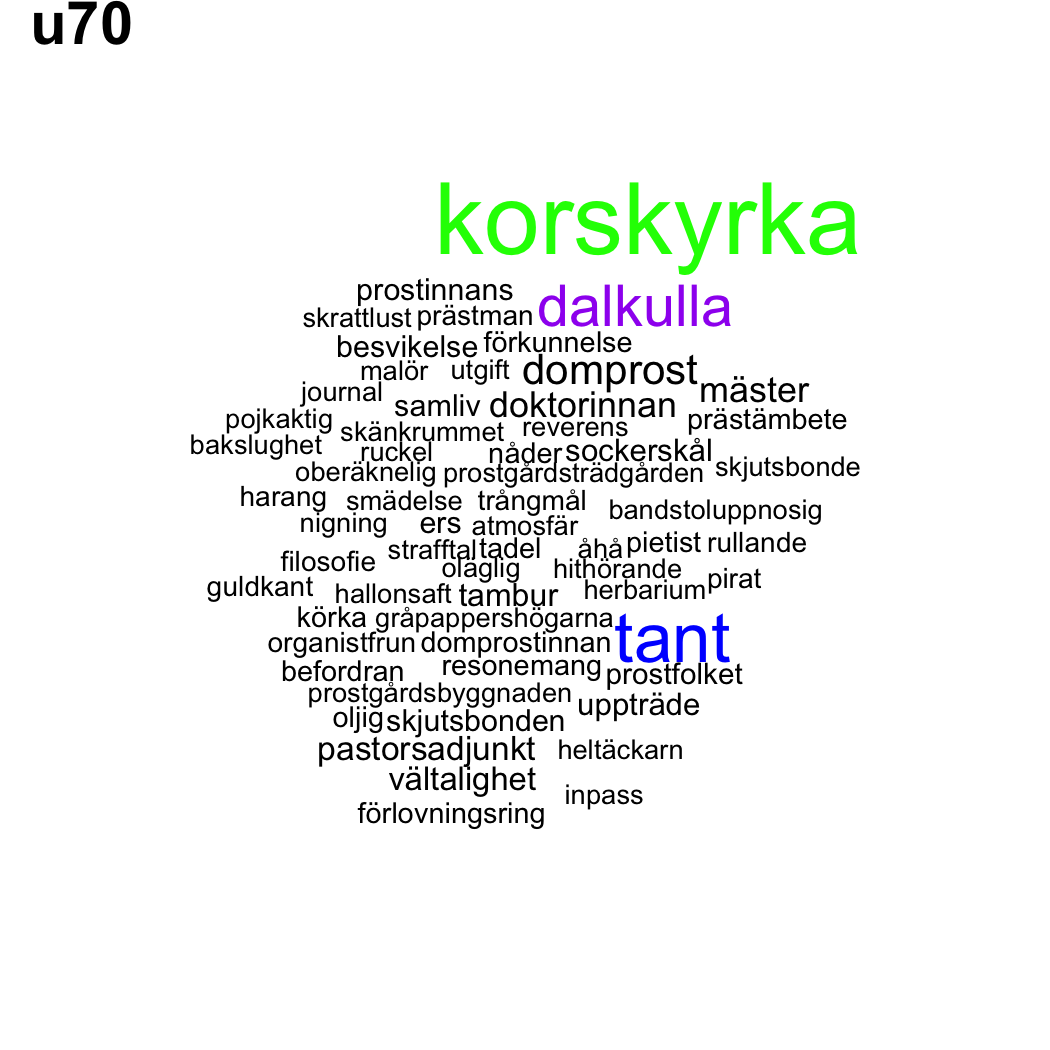 u70
korskyrka
prostinnans dalkulla
skrattlust prästman
besvikelse förkunnelse
malör utgift domprost
journal mäster
samliv doktorinnan
pojkaktig prästämbete
skänkrummet reverens
bakslughet ruckel nåder sockerskål
oberäknelig prostgårdsträdgården skjutsbonde
harang smädelse trångmål
bandstoluppnosig
nigning ers atmosfär
strafftal tadel åhå pietist rullande
filosofie oläglig hithörande
guldkant hallonsaft tambur herbarium pirat
körka gråpappershögarna
organistfrun domprostinnan tant
befordran resonemang prostfolket
prostgårdsbyggnaden uppträde
oljig skjutsbonden
pastorsadjunkt heltäckarn
vältalighet
inpass
förlovningsring